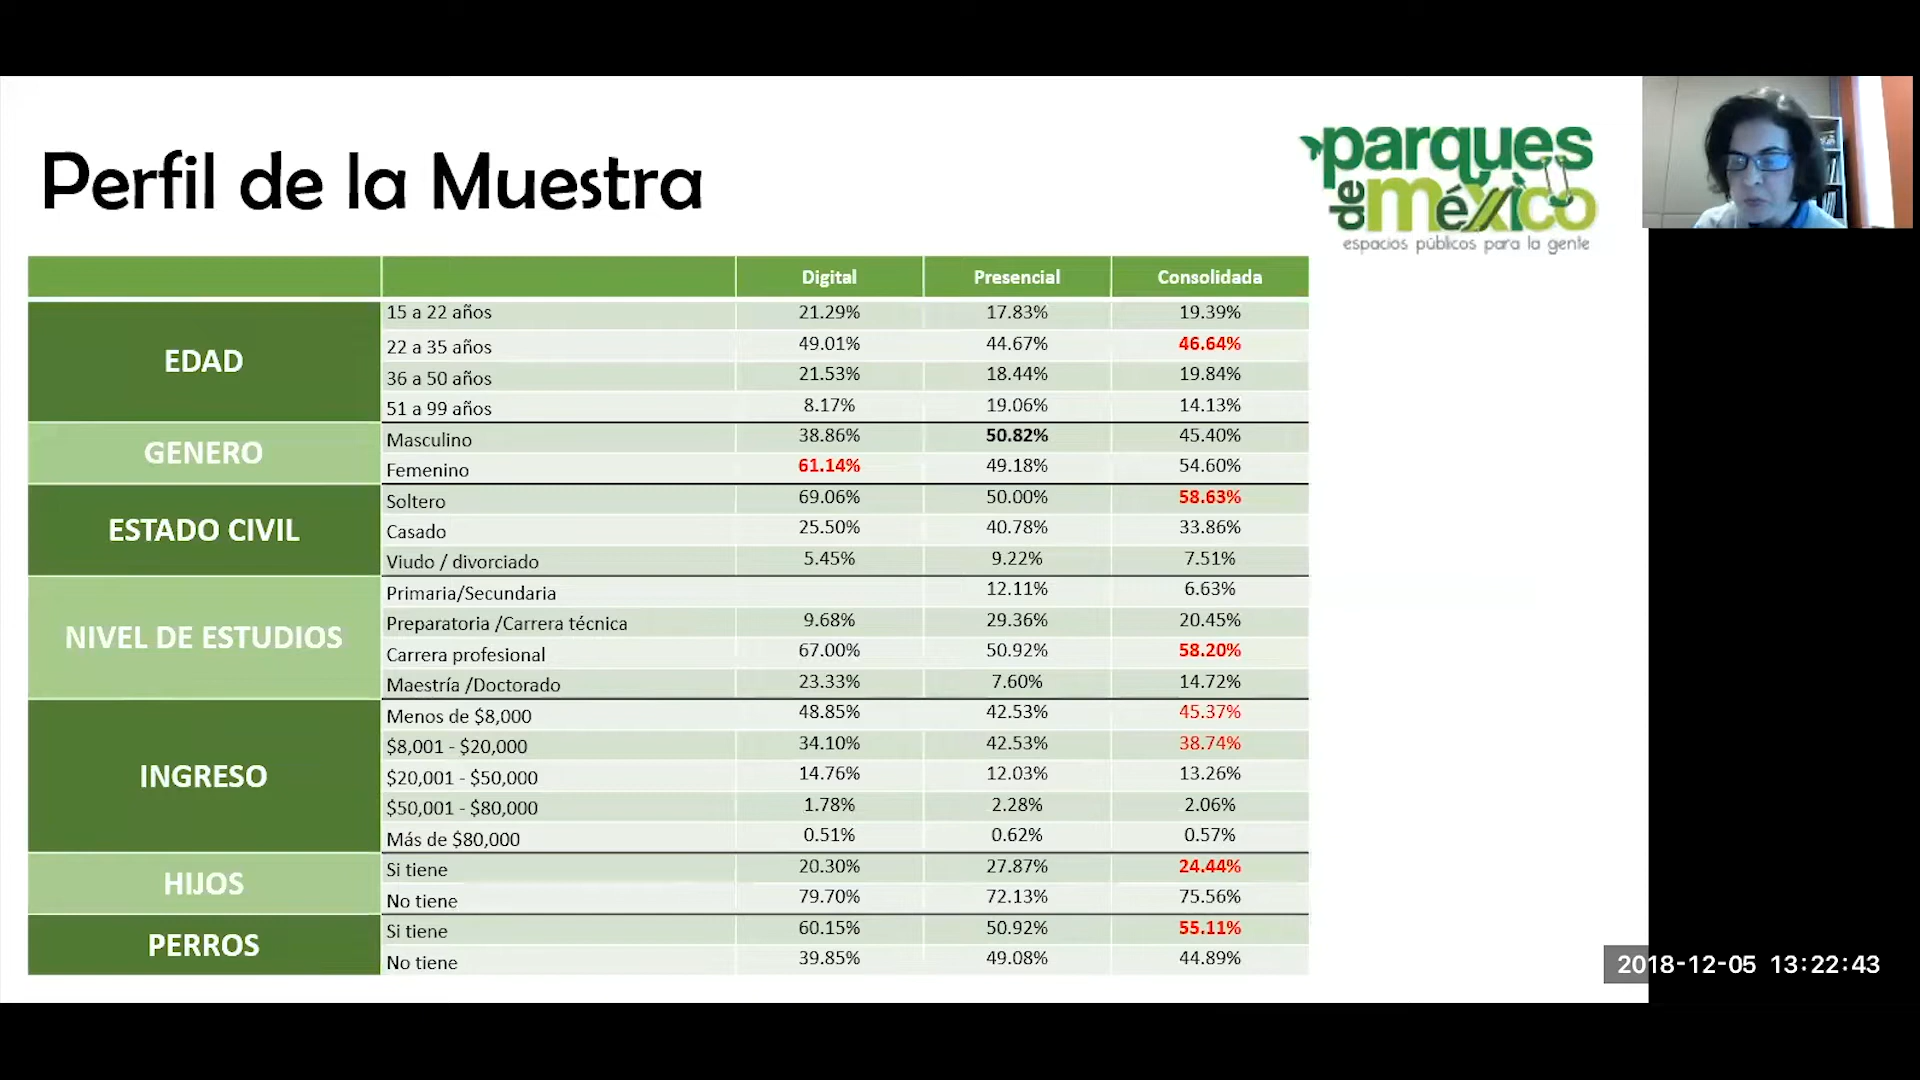 Perfil de la Muestra
parques
de méxico
espacios públicos para la gente
Digital Presencial Consolidada
EDAD
15 a 22 años 21.29% 17.83% 19.39%
22 a 35 años 49.01% 44.67% 46.64%
36 a 50 años 21.53% 18.44% 19.84%
51 a 99 años 8.17% 19.06% 14.13%
GENERO
Masculino 38.86% 50.82% 45.40%
Femenino 61.14% 49.18% 54.60%
ESTADO CIVIL
Soltero 69.06% 50.00% 58.63%
Casado 25.50% 40.78% 33.86%
Viudo / divorciado 5.45% 9.22% 7.51%
NIVEL DE ESTUDIOS
Primaria/Secundaria 12.11% 6.63%
Preparatoria /Carrera técnica 9.68% 29.36% 20.45%
Carrera profesional 67.00% 50.92% 58.20%
Maestría /Doctorado 23.33% 7.60% 14.72%
INGRESO
Menos de $8,000 48.85% 42.53% 45.37%
$8,001 - $20,000 34.10% 42.53% 38.74%
$20,001 - $50,000 14.76% 12.03% 13.26%
$50,001 - $80,000 1.78% 2.28% 2.06%
Más de $80,000 0.51% 0.62% 0.57%
HIJOS
Si tiene 20.30% 27.87% 24.44%
No tiene 79.70% 72.13% 75.56%
PERROS
Si tiene 60.15% 50.92% 55.11%
No tiene 39.85% 49.08% 44.89%
2018-12-05 13:22:43